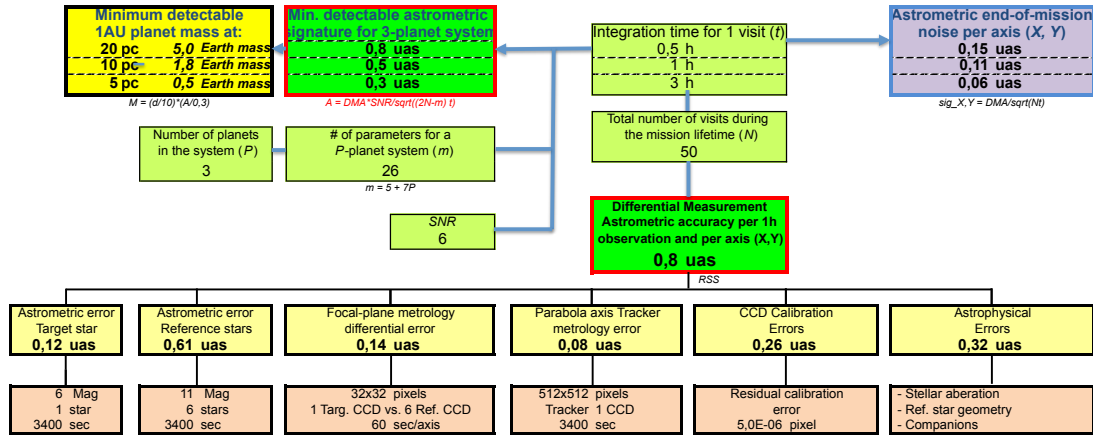 Minimum detectable
1AU planet mass at:
20 pc 5,0 Earth mass
10 pc 1,8 Earth mass
5 pc 0,5 Earth mass
M = (d/10)*(A/0,3)
Min. detectable astrometric
signature for 3-planet system
0,8 uas
0,5 uas
0,3 uas
A = DMA*SNR/sqrt((2N-m) t)
Integration time for 1 visit (t)
0,5 h
1 h
3 h
Astrometric end-of-mission
noise per axis (X, Y)
0,15 uas
0,11 uas
0,06 uas
sig_X,Y = DMA/sqrt(Nt)
Number of planets
in the system (P)
3
# of parameters for a
P-planet system (m)
26
m = 5 + 7P
Total number of visits during
the mission lifetime (N)
50
SNR
6
Differential Measurement
Astrometric accuracy per 1h
observation and per axis (X,Y)
0,8 uas
RSS
Astrometric error
Target star
0,12 uas
Astrometric error
Reference stars
0,61 uas
Focal-plane metrology
differential error
0,14 uas
Parabola axis Tracker
metrology error
0,08 uas
CCD Calibration
Errors
0,26 uas
Astrophysical
Errors
0,32 uas
6 Mag
1 star
3400 sec
11 Mag
6 stars
3400 sec
32x32 pixels
1 Targ. CCD vs. 6 Ref. CCD
60 sec/axis
512x512 pixels
Tracker 1 CCD
3400 sec
Residual calibration
error
5,0E-06 pixel
- Stellar aberration
- Ref. star geometry
- Companions